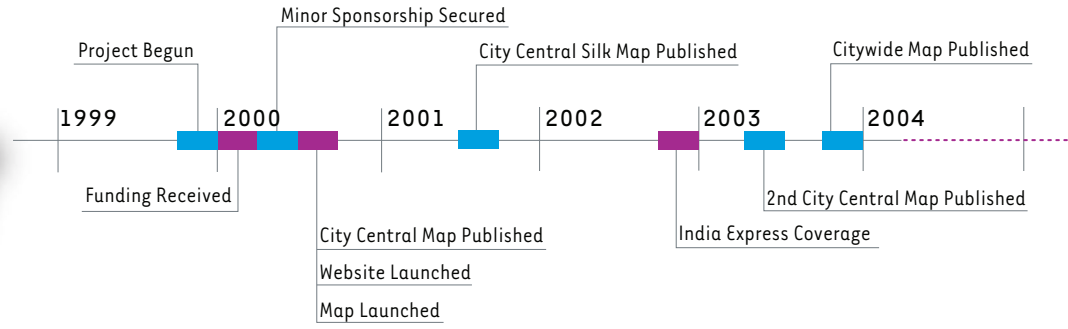 Minor Sponsorship Secured
Project Begun
City Central Silk Map Published
Citywide Map Published
1999
2000
2001
2002
2003
2004
Funding Received
2nd City Central Map Published
City Central Map Published
India Express Coverage
Website Launched
Map Launched